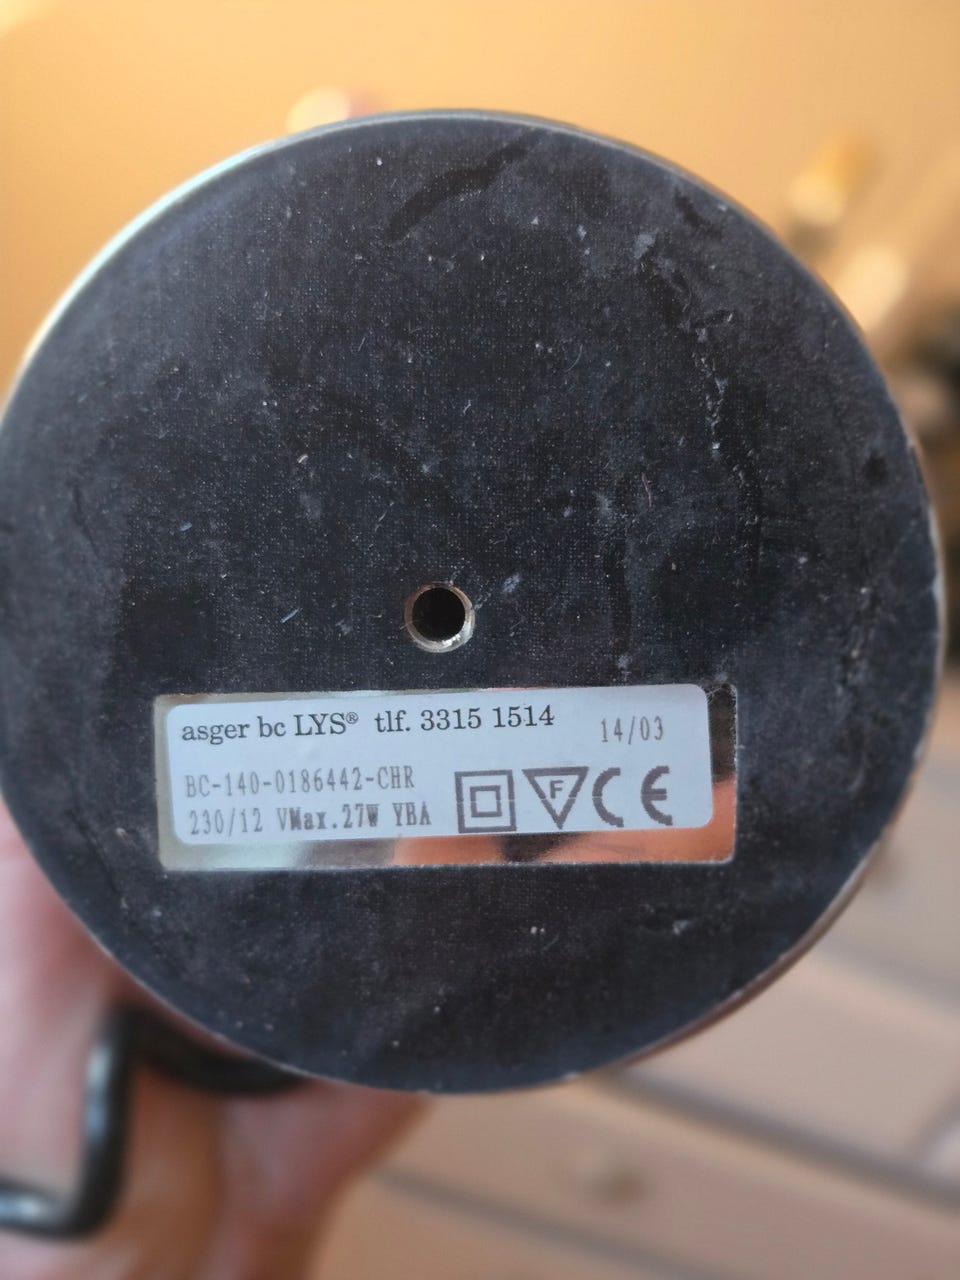 asger bc LYS® tlf. 3315 1514
14/03
BC-140-0186442-CHR
230/12 VMax.27W YBA
F
CE